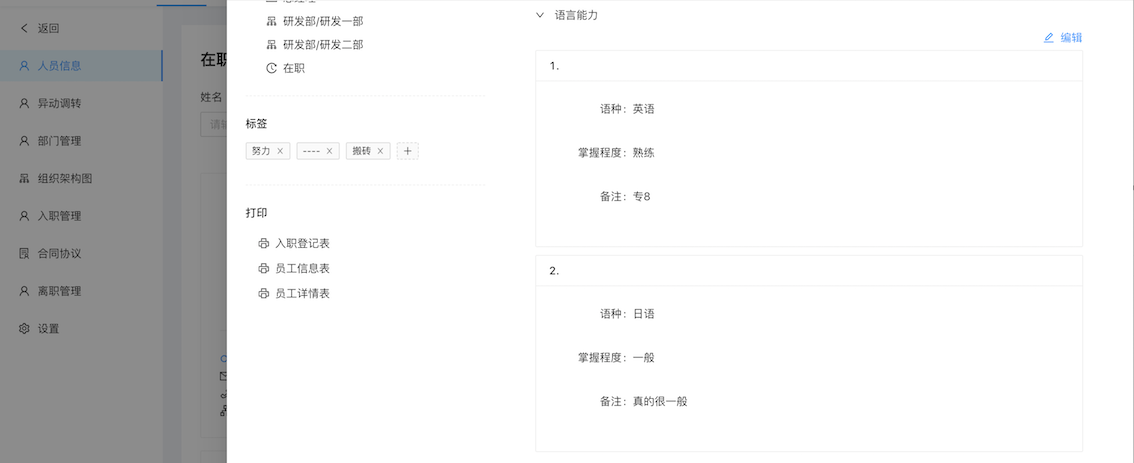 返回
人员信息
异动调转
部门管理
组织架构图
入职管理
合同协议
离职管理
设置
在职
姓名
研发部/研发一部
研发部/研发二部
在职
标签
努力 × ---- × 搬砖 × +
打印
入职登记表
员工信息表
员工详情表
语言能力
编辑
1.
语种：英语
掌握程度：熟练
备注：专8
2.
语种：日语
掌握程度：一般
备注：真的很一般